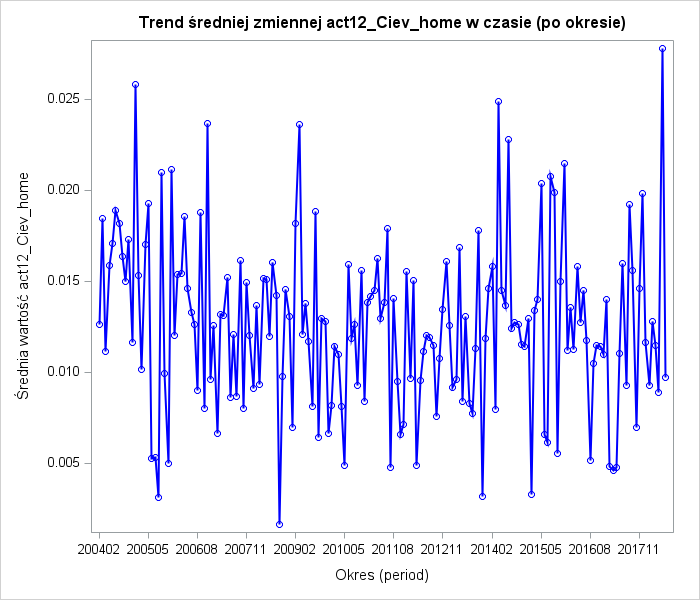 Trend średniej zmiennej act12_Ciev_home w czasie (po okresie)
Średnia wartość act12_Ciev_home
0.025
0.020
0.015
0.010
0.005
200402 200505 200608 200711 200902 201005 201108 201211 201402 201505 201608 201711
Okres (period)